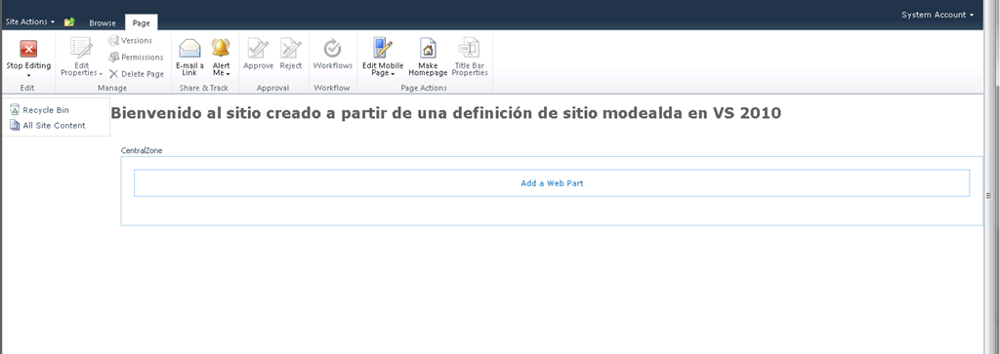 System Account
Site Actions Browse Page
Stop Editing
Edit Properties
Versions
Permissions
Delete Page
E-mail a Link
Alert Me
Approve
Reject
Workflows
Edit Mobile Page
Make Homepage
Title Bar Properties
Edit Manage Share & Track Approval Workflow Page Actions
Recycle Bin
All Site Content
Bienvenido al sitio creado a partir de una definición de sitio modealda en VS 2010
CentralZone
Add a Web Part